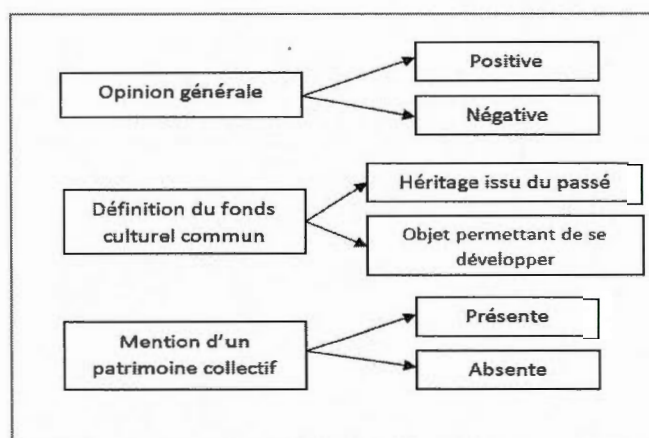 Positive
Opinion générale
Négative
Héritage issu du passé
Définition du fonds
culturel commun
Objet permettant de se
développer
Présente
Mention d'un
patrimoine collectif
Absente